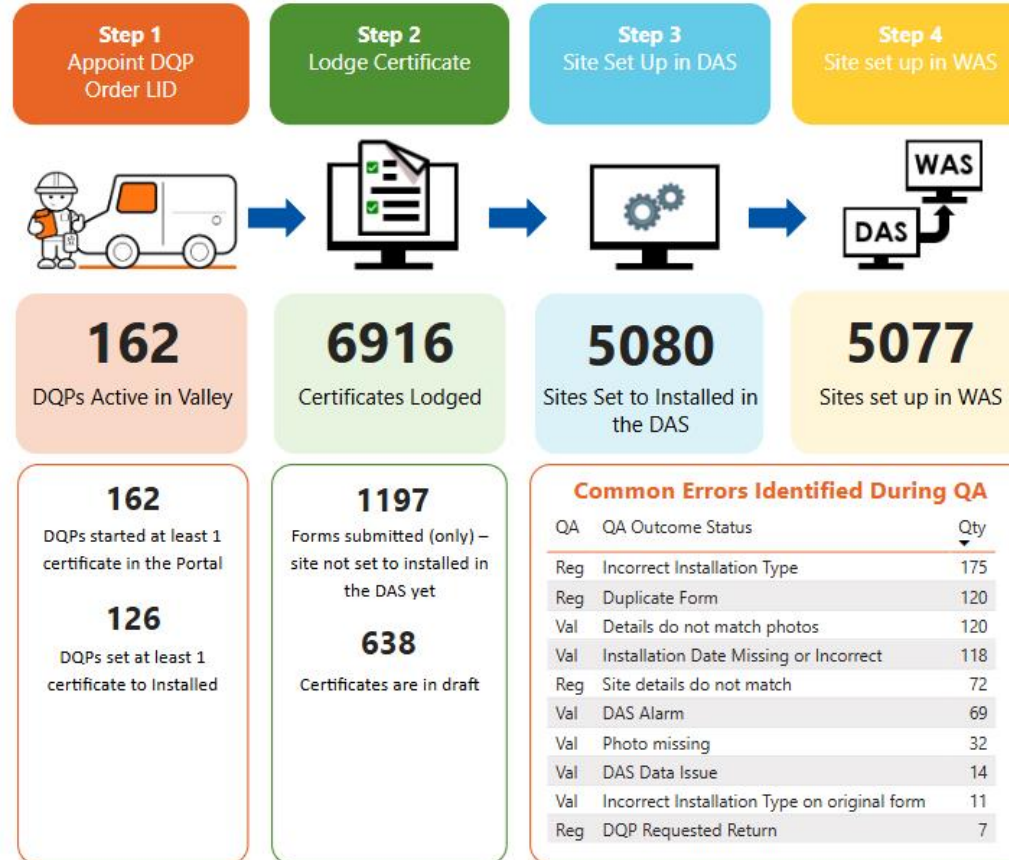 Step 1
Appoint DQP
Order LID
Step 2
Lodge Certificate
Step 3
Site Set Up in DAS
Step 4
Site set up in WAS
WAS
DAS
162
DQPs Active in Valley
6916
Certificates Lodged
5080
Sites Set to Installed in
the DAS
5077
Sites set up in WAS
162
DQPs started at least 1
certificate in the Portal
126
DQPs set at least 1
certificate to Installed
1197
Forms submitted (only) –
site not set to installed in
the DAS yet
638
Certificates are in draft
Common Errors Identified During QA
QA QA Outcome Status Qty
Reg Incorrect Installation Type 175
Reg Duplicate Form 120
Val Details do not match photos 120
Val Installation Date Missing or Incorrect 118
Reg Site details do not match 72
Val DAS Alarm 69
Val Photo missing 32
Val DAS Data Issue 14
Val Incorrect Installation Type on original form 11
Reg DQP Requested Return 7